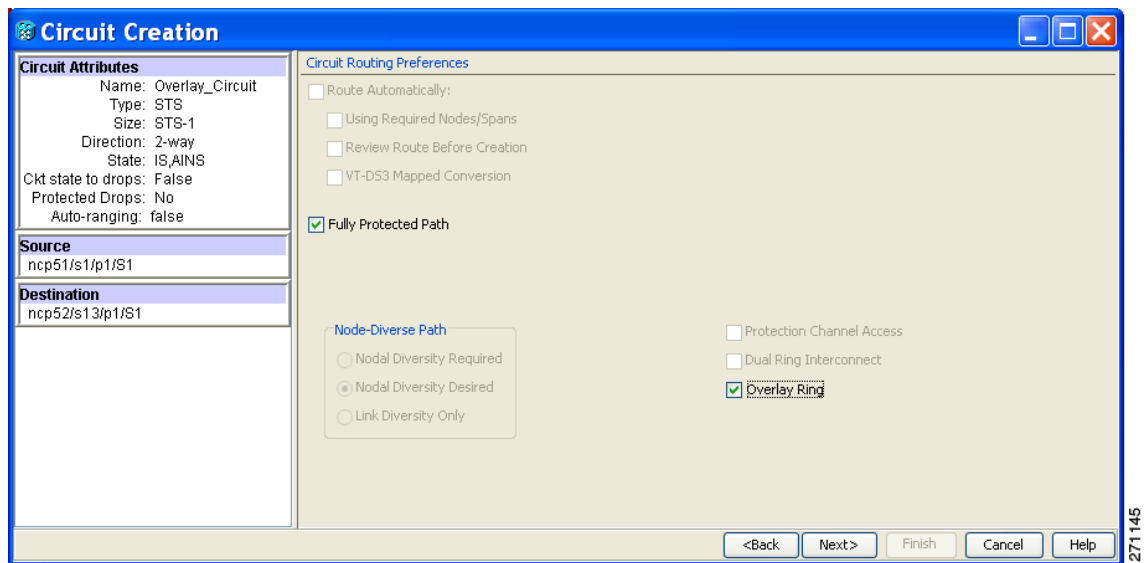 Circuit Creation
Circuit Attributes
Name: Overlay_Circuit
Type: STS
Size: STS-1
Direction: 2-way
State: IS,AINS
Ckt state to drops: False
Protected Drops: No
Auto-ranging: false
Source
ncp51/s1/p1/S1
Destination
ncp52/s13/p1/S1
Circuit Routing Preferences
Route Automatically:
Using Required Nodes/Spans
Review Route Before Creation
VT-DS3 Mapped Conversion
Fully Protected Path
Node-Diverse Path
Nodal Diversity Required
Nodal Diversity Desired
Link Diversity Only
Protection Channel Access
Dual Ring Interconnect
Overlay Ring
<Back Next> Finish Cancel Help
271145